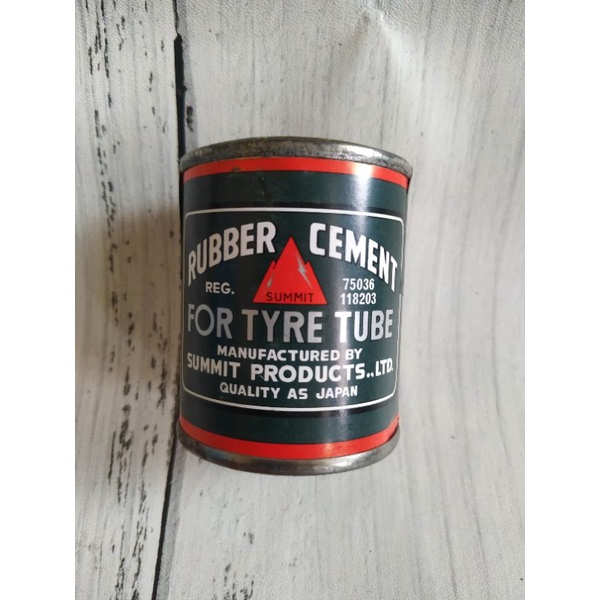 RUBBER CEMENT
REG. SUMMIT 75036
118203
FOR TYRE TUBE
MANUFACTURED BY
SUMMIT PRODUCTS.,LTD.
QUALITY AS JAPAN